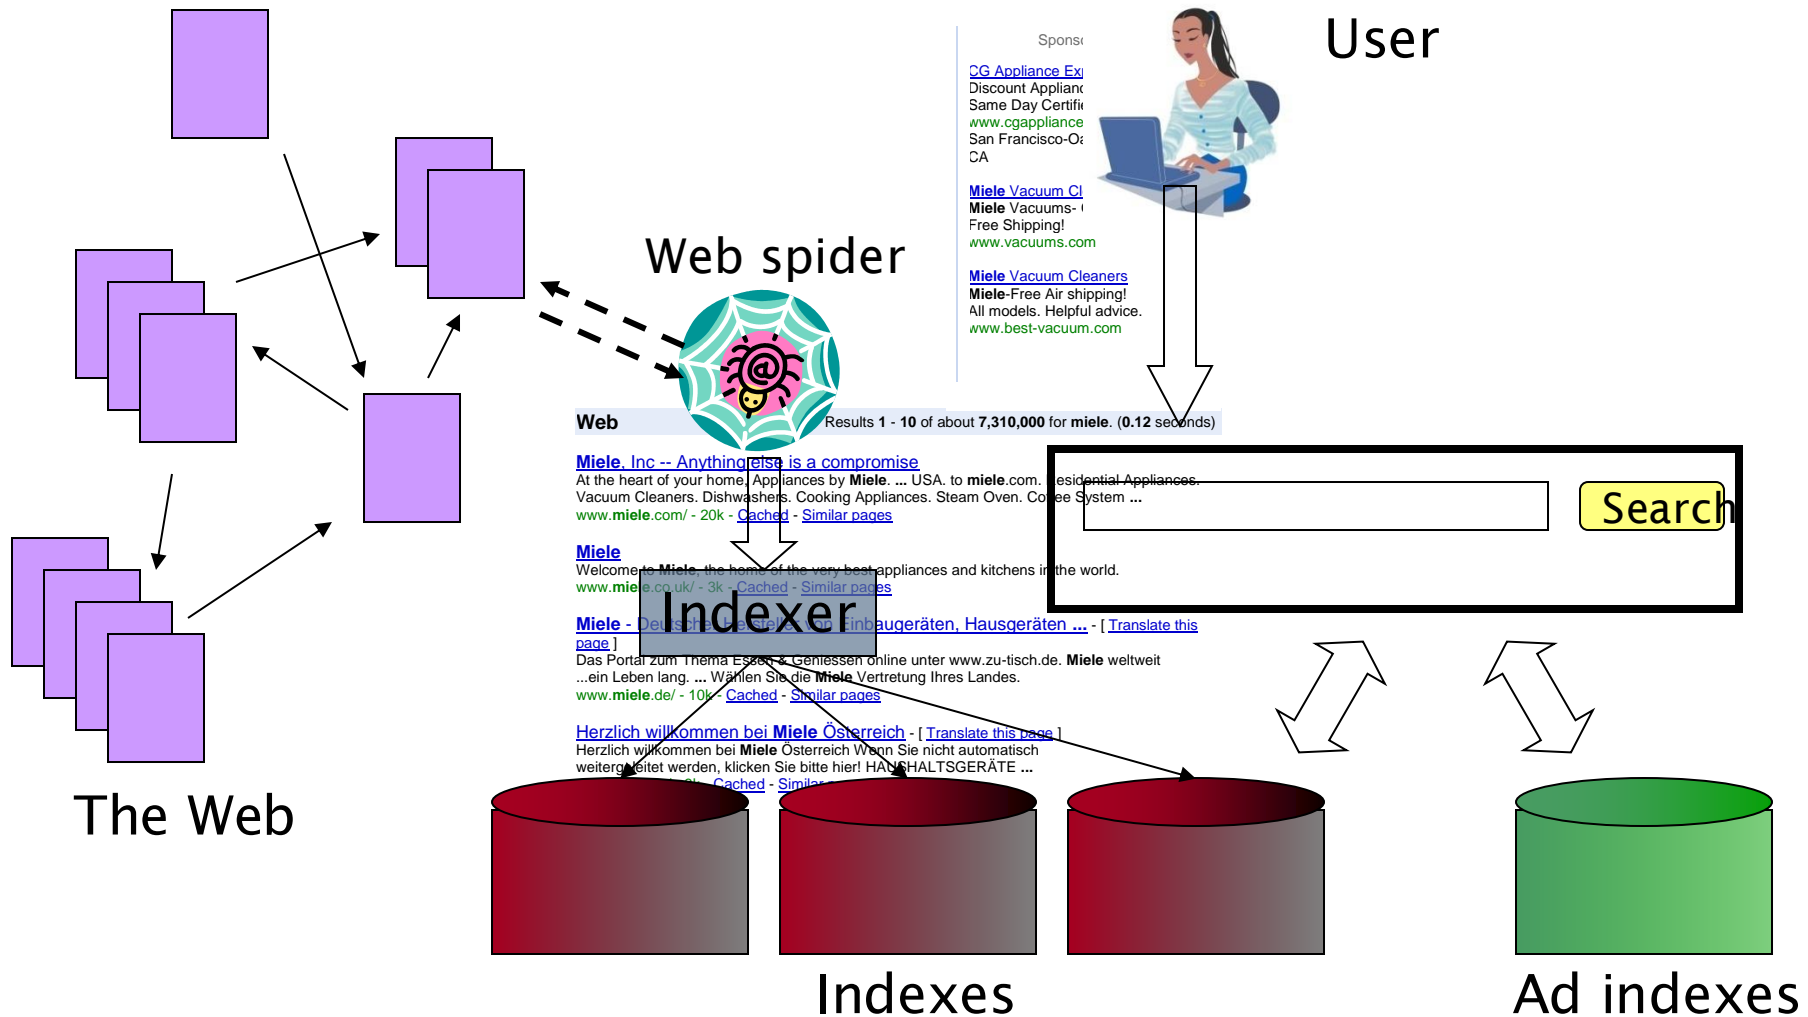 User
Sponso
CG Appliance Ex
Discount Applianc
Same Day Certifi
www.cgappliance
San Francisco-Oa
CA
Miele Vacuum Cl
Miele Vacuums-
Free Shipping!
www.vacuums.com
Miele Vacuum Cleaners
Miele-Free Air shipping!
All models. Helpful advice.
www.best-vacuum.com
Web spider
Web Results 1 - 10 of about 7,310,000 for miele. (0.12 seconds)
Miele, Inc -- Anything else is a compromise
At the heart of your home, Appliances by Miele. ... USA. to miele.com. Residential Appliances.
Vacuum Cleaners. Dishwashers. Cooking Appliances. Steam Oven. Coffee System ...
www.miele.com/ - 20k - Cached - Similar pages
Search
Miele
Welcome to Miele, the home of the very best appliances and kitchens in the world.
www.miele.co.uk/ - 3k - Cached - Similar pages
Indexer
Miele - Deutscher Hersteller von Einbaugeräten, Hausgeräten ... - [ Translate this
page ]
Das Portal zum Thema Essen & Geniessen online unter www.zu-tisch.de. Miele weltweit
...ein Leben lang. ... Wählen Sie die Miele Vertretung Ihres Landes.
www.miele.de/ - 10k - Cached - Similar pages
Herzlich willkommen bei Miele Österreich - [ Translate this page ]
Herzlich willkommen bei Miele Österreich Wenn Sie nicht automatisch
weitergeleitet werden, klicken Sie bitte hier! HAUSHALTSGERÄTE ...
Cached - Similar
The Web
Indexes
Ad indexes